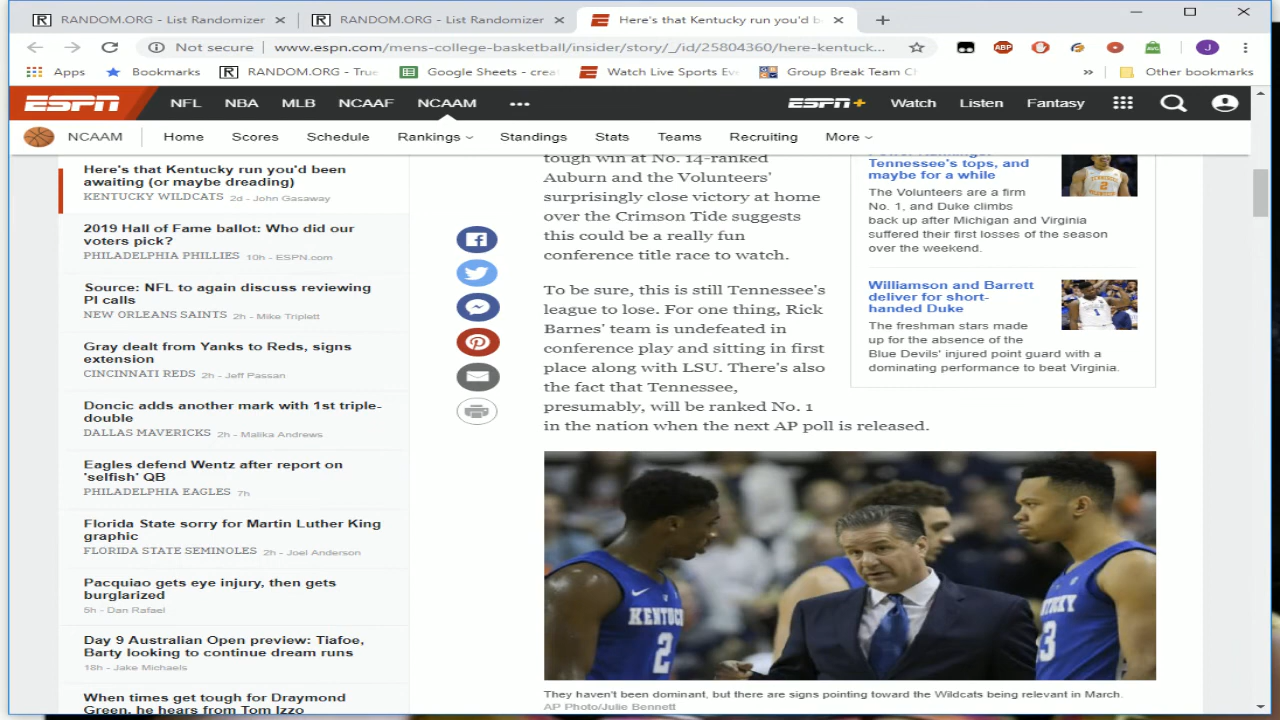 RANDOM.ORG - List Randomizer
RANDOM.ORG - List Randomizer
Here's that Kentucky run you'd b
Not secure
www.espn.com/mens-college-basketball/insider/story/_/id/25804360/here-kentuck...
ABP
J
Apps
Bookmarks
RANDOM.ORG - True
Google Sheets - crea
Watch Live Sports Ev
Group Break Team C
Other bookmarks
ESPN
NFL
NBA
MLB
NCAAF
NCAAM
ESPN+
Watch
Listen
Fantasy
NCAAM
Home
Scores
Schedule
Rankings
Standings
Stats
Teams
Recruiting
More
Here's that Kentucky run you'd been
awaiting (or maybe dreading)
KENTUCKY WILDCATS 2d - John Gasaway
2019 Hall of Fame ballot: Who did our
voters pick?
PHILADELPHIA PHILLIES 10h - ESPN.com
Source: NFL to again discuss reviewing
PI calls
NEW ORLEANS SAINTS 2h - Mike Triplett
Gray dealt from Yanks to Reds, signs
extension
CINCINNATI REDS 2h - Jeff Passan
Doncic adds another mark with 1st triple-
double
DALLAS MAVERICKS 2h - Malika Andrews
Eagles defend Wentz after report on
'selfish' QB
PHILADELPHIA EAGLES 7h
Florida State sorry for Martin Luther King
graphic
FLORIDA STATE SEMINOLES 2h - Joel Anderson
Pacquiao gets eye injury, then gets
burglarized
5h - Dan Rafael
Day 9 Australian Open preview: Tiafoe,
Barty looking to continue dream runs
18h - Jake Michaels
When times get tough for Draymond
Green, he hears from Tom Izzo
tough win at No. 14-ranked
Auburn and the Volunteers'
surprisingly close victory at home
over the Crimson Tide suggests
this could be a really fun
conference title race to watch.
To be sure, this is still Tennessee's
league to lose. For one thing, Rick
Barnes' team is undefeated in
conference play and sitting in first
place along with LSU. There's also
the fact that Tennessee,
presumably, will be ranked No. 1
in the nation when the next AP poll is released.
Power Rankings:
Tennessee's tops, and
maybe for a while
The Volunteers are a firm
No. 1, and Duke climbs
back up after Michigan and Virginia
suffered their first losses of the season
over the weekend.
Williamson and Barrett
deliver for short-
handed Duke
The freshman stars made
up for the absence of the
Blue Devils' injured point guard with a
dominating performance to beat Virginia.
KENTUCK
2
TUCKY
3
They haven't been dominant, but there are signs pointing toward the Wildcats being relevant in March.
AP Photo/Julie Bennett